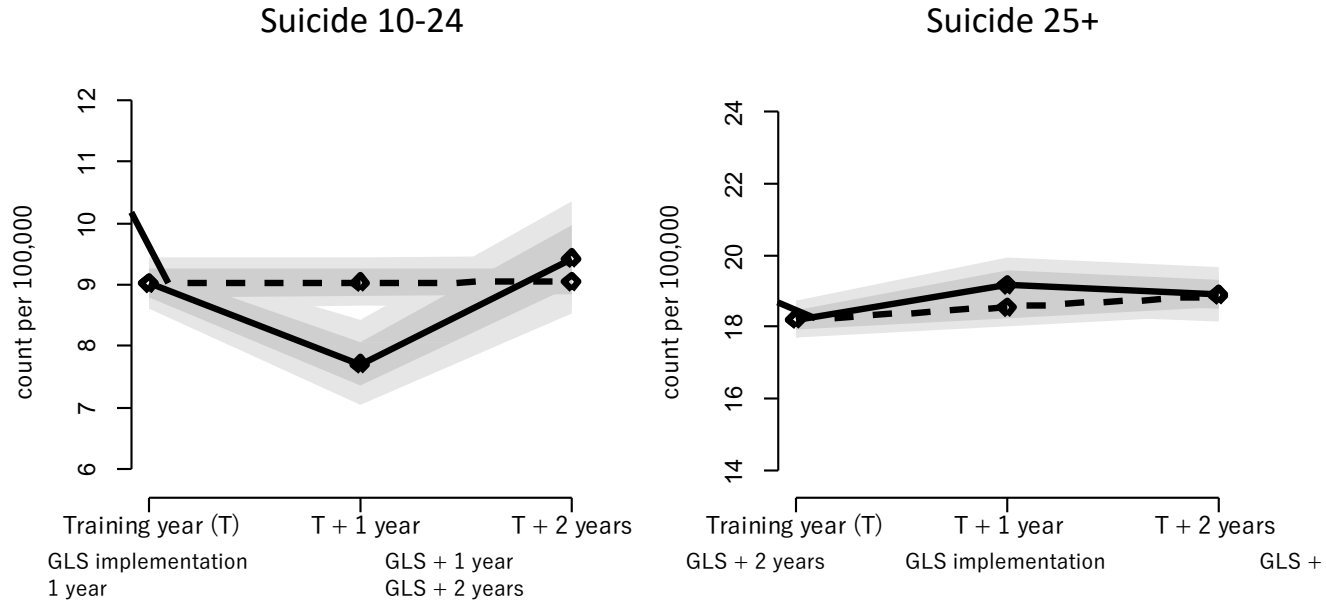 Suicide 10-24
Suicide 25+
count per 100,000
12
11
10
9
8
7
6
Training year (T)
T + 1 year
T + 2 years
GLS implementation
1 year
GLS + 1 year
GLS + 2 years
count per 100,000
24
22
20
18
16
14
Training year (T)
T + 1 year
T + 2 years
GLS + 2 years
GLS implementation
GLS +